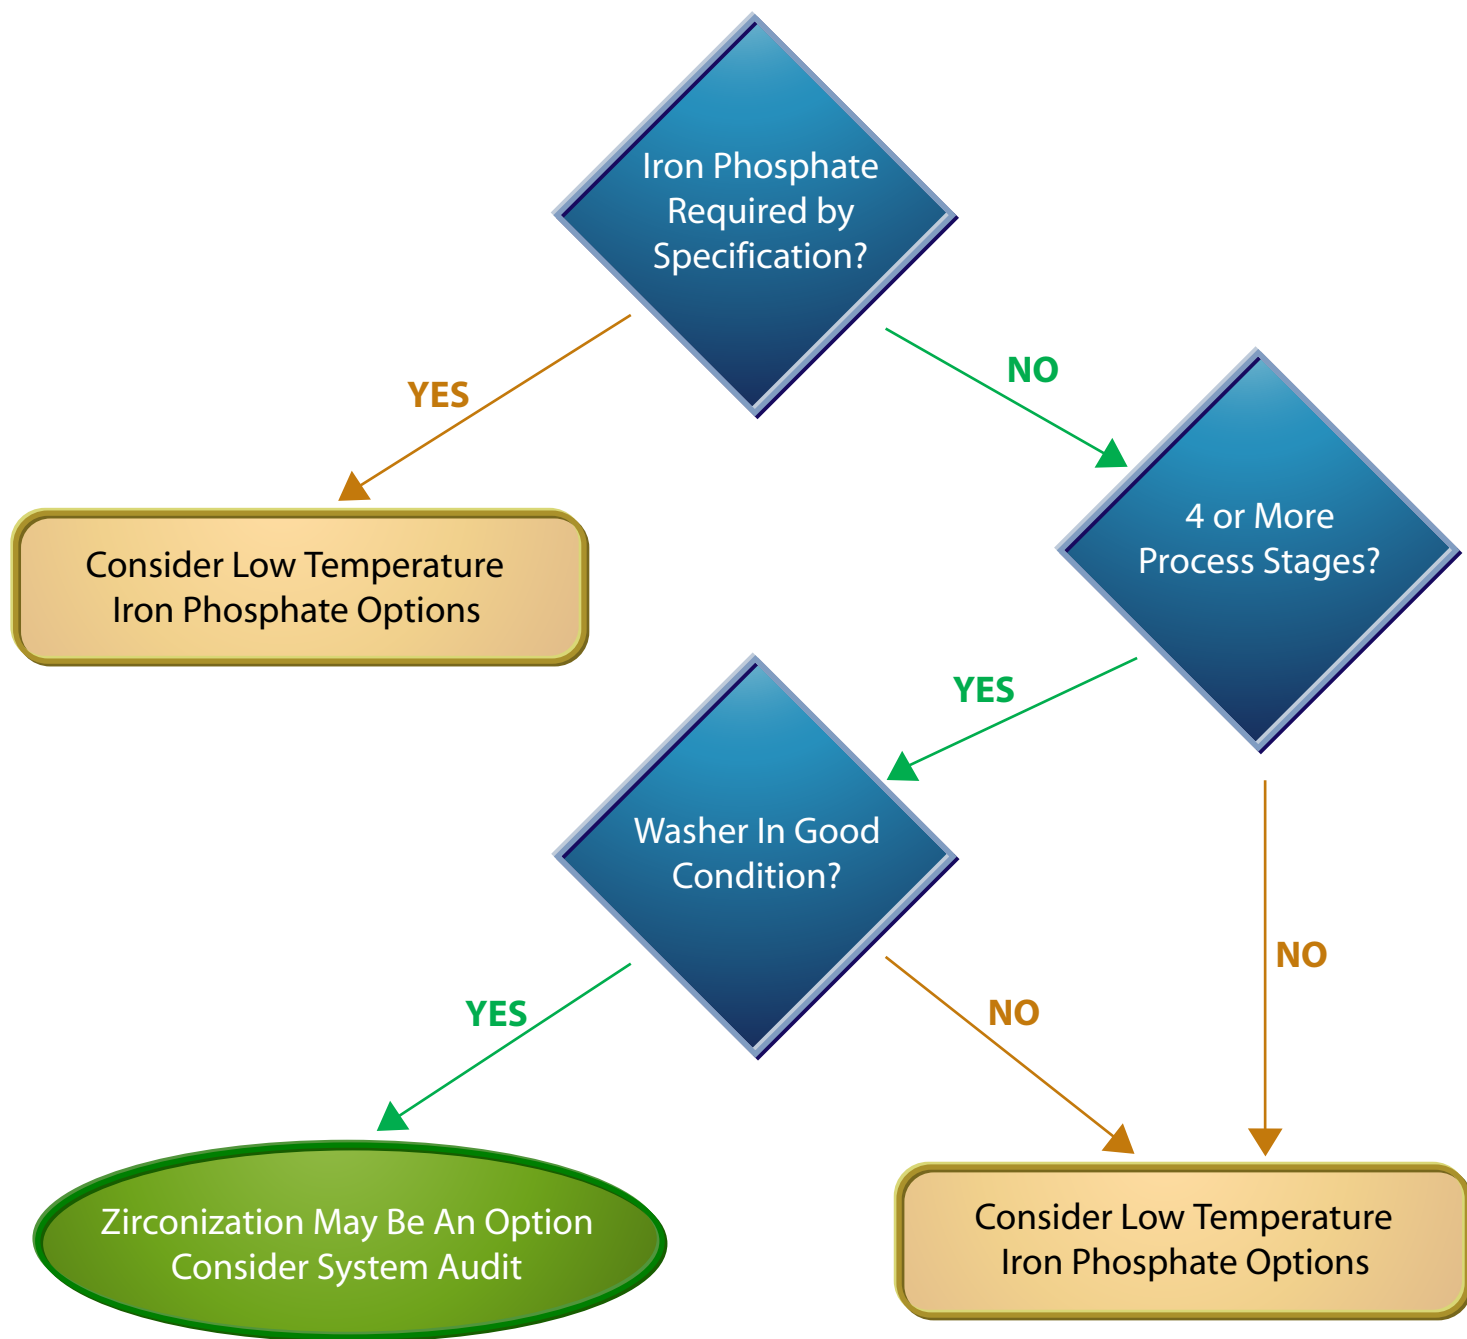 Iron Phosphate
Required by
Specification?
YES
NO
Consider Low Temperature
Iron Phosphate Options
4 or More
Process Stages?
YES
Washer In Good
Condition?
NO
YES
NO
Zirconization May Be An Option
Consider System Audit
Consider Low Temperature
Iron Phosphate Options